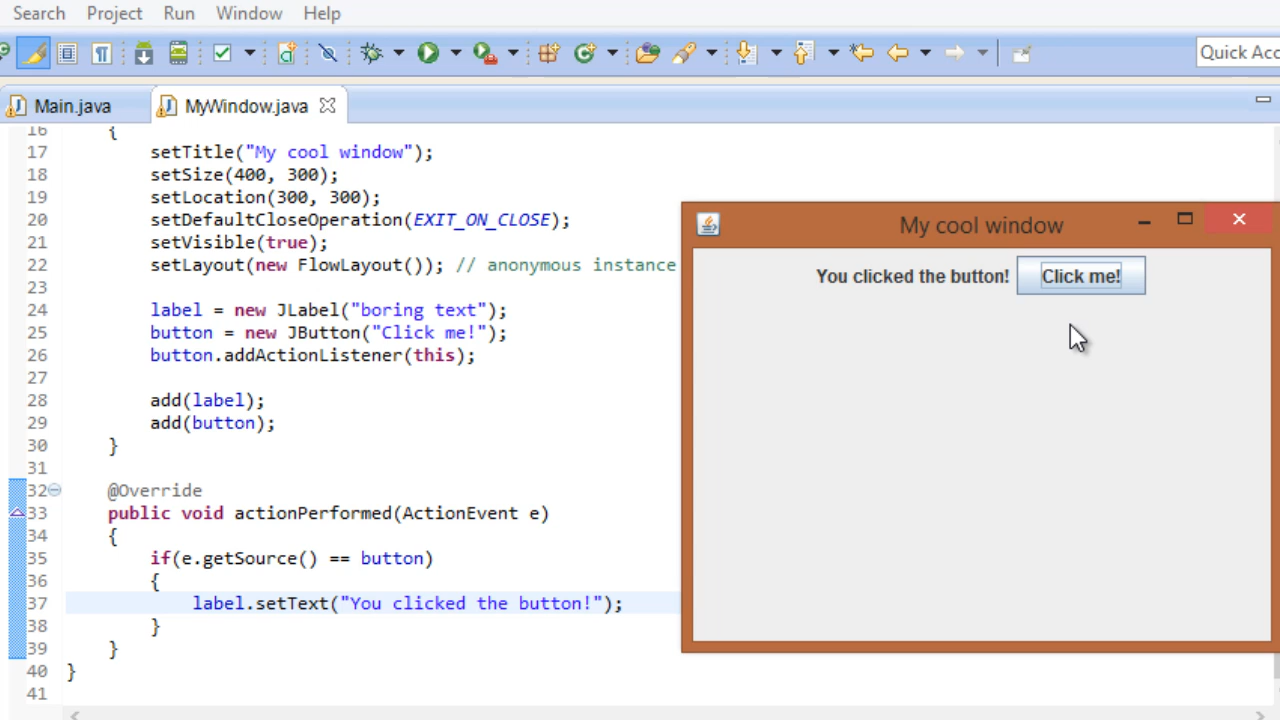 Search Project Run Window Help
Quick Acc
Main.java MyWindow.java
16 {
17 setTitle("My cool window");
18 setSize(400, 300);
19 setLocation(300, 300);
20 setDefaultCloseOperation(EXIT_ON_CLOSE);
21 setVisible(true);
22 setLayout(new FlowLayout()); // anonymous instance
23
24 label = new JLabel("boring text");
25 button = new JButton("Click me!");
26 button.addActionListener(this);
27
28 add(label);
29 add(button);
30 }
31
32 @Override
33 public void actionPerformed(ActionEvent e)
34 {
35 if(e.getSource() == button)
36 {
37 label.setText("You clicked the button!");
38 }
39 }
40 }
41
My cool window
You clicked the button! Click me!